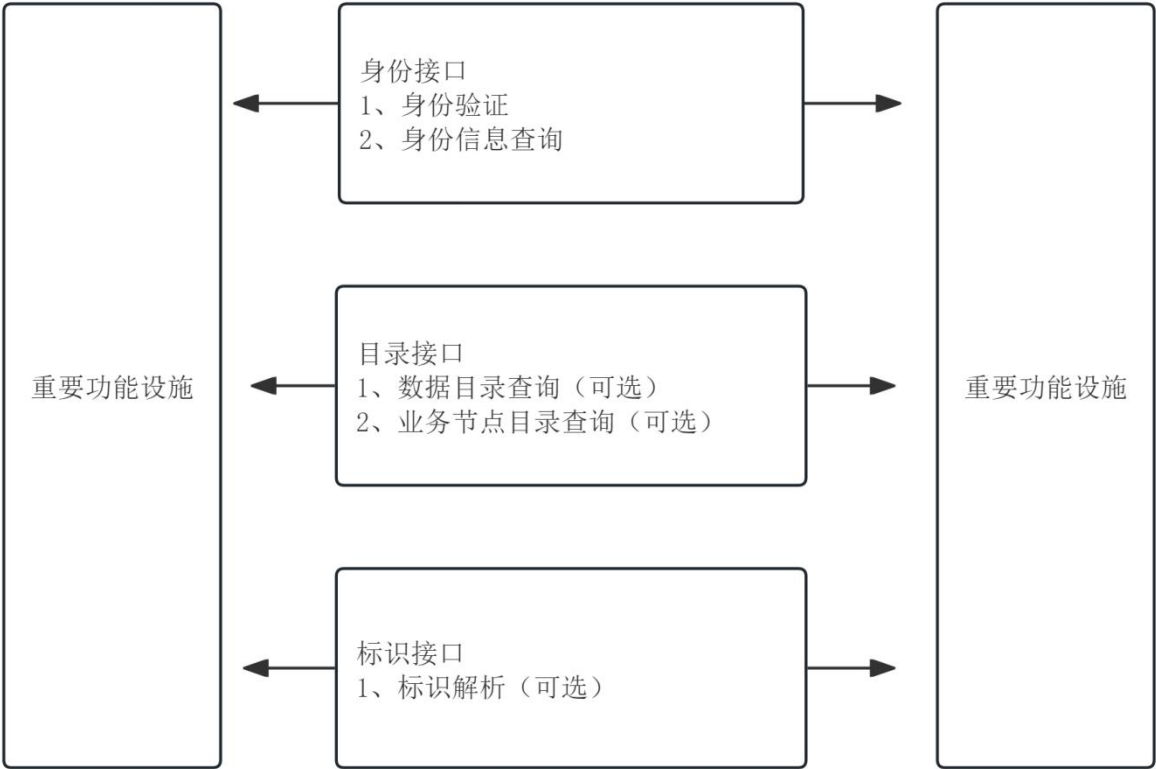 身份接口
1、身份验证
2、身份信息查询
重要功能设施
目录接口
1、数据目录查询（可选）
2、业务节点目录查询（可选）
重要功能设施
标识接口
1、标识解析（可选）